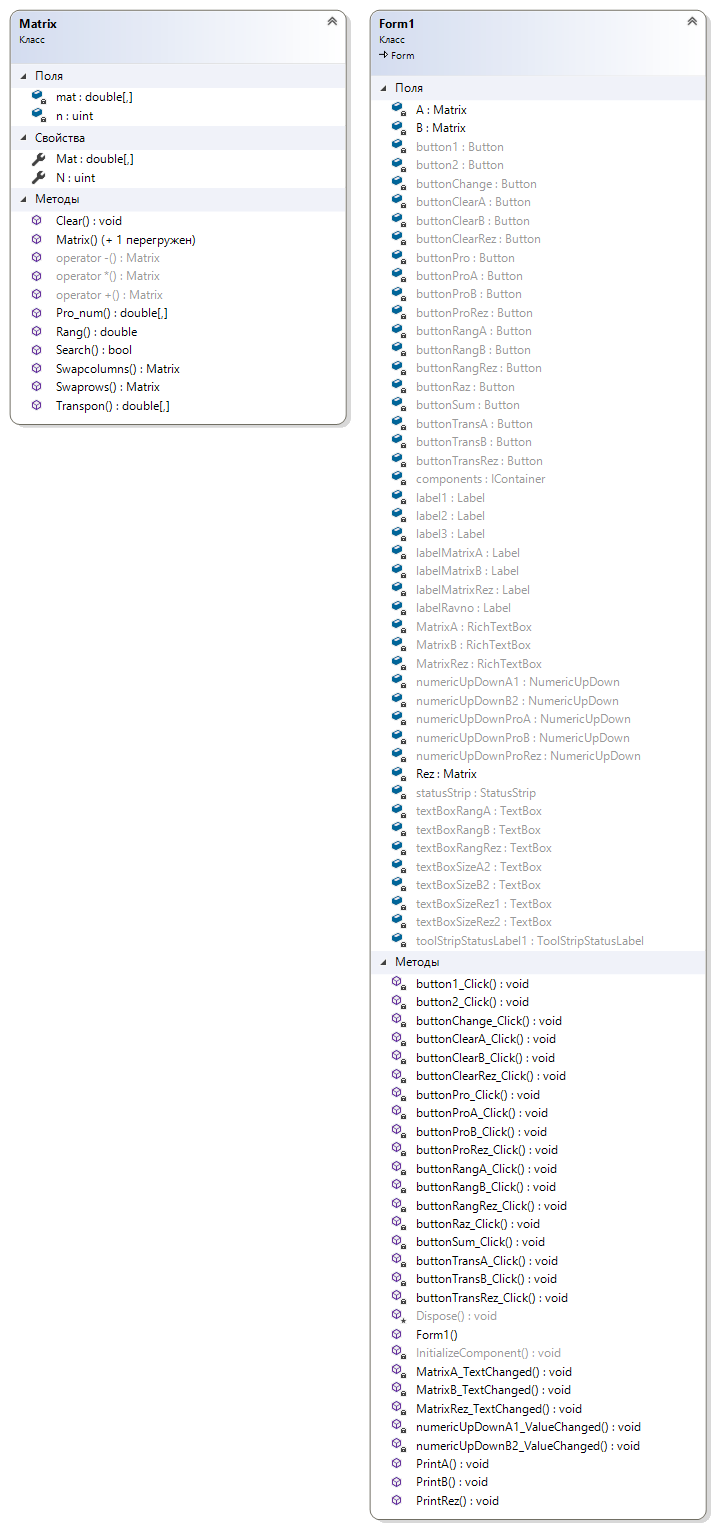 Matrix
Класс
Поля
mat : double[,]
n : uint
Свойства
Mat : double[,]
N : uint
Методы
Clear() : void
Matrix() (+ 1 перегружен)
operator -() : Matrix
operator *() : Matrix
operator +() : Matrix
Pro_num() : double[,]
Rang() : double
Search() : bool
Swapcolumns() : Matrix
Swaprows() : Matrix
Transpon() : double[,]
Form1
Класс
Form
Поля
A : Matrix
B : Matrix
button1 : Button
button2 : Button
buttonChange : Button
buttonClearA : Button
buttonClearB : Button
buttonClearRez : Button
buttonPro : Button
buttonProA : Button
buttonProB : Button
buttonProRez : Button
buttonRangA : Button
buttonRangB : Button
buttonRangRez : Button
buttonRaz : Button
buttonSum : Button
buttonTransA : Button
buttonTransB : Button
buttonTransRez : Button
components : IContainer
label1 : Label
label2 : Label
label3 : Label
labelMatrixA : Label
labelMatrixB : Label
labelMatrixRez : Label
labelRavno : Label
MatrixA : RichTextBox
MatrixB : RichTextBox
MatrixRez : RichTextBox
numericUpDownA1 : NumericUpDown
numericUpDownB2 : NumericUpDown
numericUpDownProA : NumericUpDown
numericUpDownProB : NumericUpDown
numericUpDownProRez : NumericUpDown
Rez : Matrix
statusStrip : StatusStrip
textBoxRangA : TextBox
textBoxRangB : TextBox
textBoxRangRez : TextBox
textBoxSizeA2 : TextBox
textBoxSizeB2 : TextBox
textBoxSizeRez1 : TextBox
textBoxSizeRez2 : TextBox
toolStripStatusLabel1 : ToolStripStatusLabel
Методы
button1_Click() : void
button2_Click() : void
buttonChange_Click() : void
buttonClearA_Click() : void
buttonClearB_Click() : void
buttonClearRez_Click() : void
buttonPro_Click() : void
buttonProA_Click() : void
buttonProB_Click() : void
buttonProRez_Click() : void
buttonRangA_Click() : void
buttonRangB_Click() : void
buttonRangRez_Click() : void
buttonRaz_Click() : void
buttonSum_Click() : void
buttonTransA_Click() : void
buttonTransB_Click() : void
buttonTransRez_Click() : void
Dispose() : void
Form1()
InitializeComponent() : void
MatrixA_TextChanged() : void
MatrixB_TextChanged() : void
MatrixRez_TextChanged() : void
numericUpDownA1_ValueChanged() : void
numericUpDownB2_ValueChanged() : void
PrintA() : void
PrintB() : void
PrintRez() : void